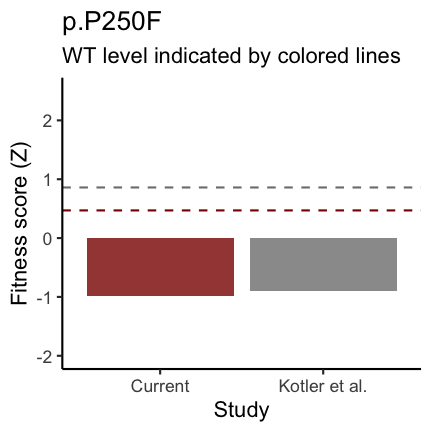 p.P250F
WT level indicated by colored lines
Fitness score (Z)
2
1
0
-1
-2
Current
Kotler et al.
Study